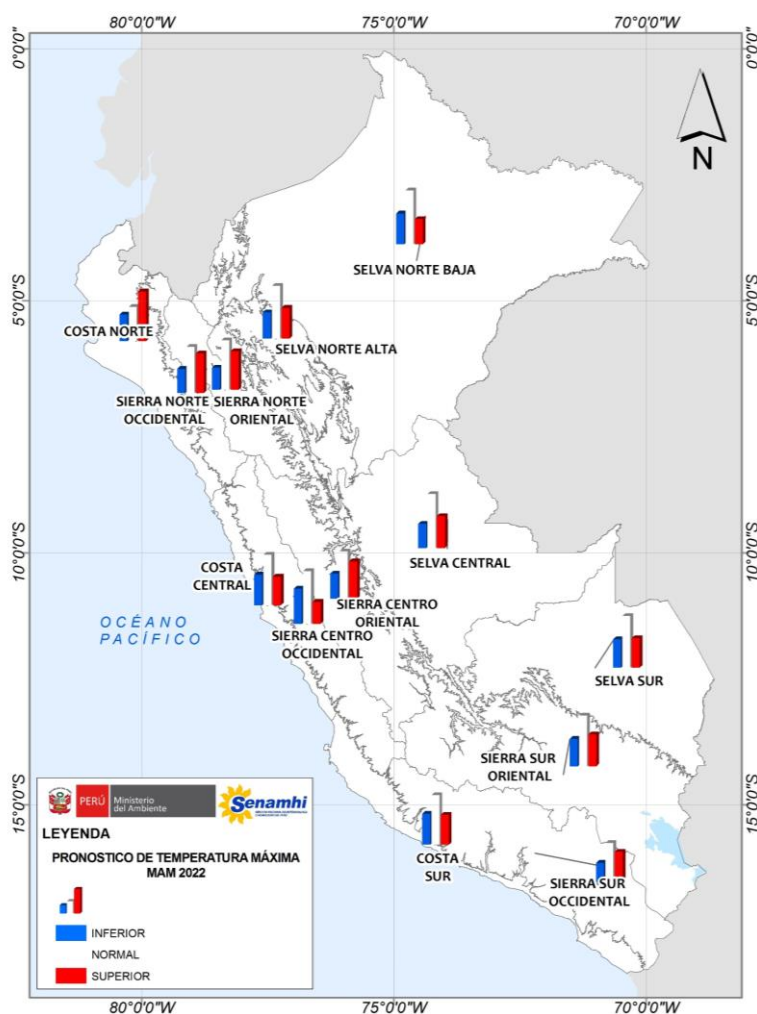 80°0'0"W 75°0'0"W 70°0'0"W
0°0'0"
0°0'0"
N
SELVA NORTE BAJA
5°0'0"S
5°0'0"S
COSTA NORTE
SELVA NORTE ALTA
SIERRA NORTE
OCCIDENTAL
SIERRA NORTE
ORIENTAL
10°0'0"S
10°0'0"S
SELVA CENTRAL
COSTA
CENTRAL
SIERRA CENTRO
ORIENTAL
SIERRA CENTRO
OCCIDENTAL
OCÉANO
PACÍFICO
SELVA SUR
SIERRA SUR
ORIENTAL
15°0'0"S
15°0'0"S
COSTA
SUR
SIERRA SUR
OCCIDENTAL
PERÚ
Ministerio
del Ambiente
Senamhi
LEYENDA
PRONOSTICO DE TEMPERATURA MÁXIMA
MAM 2022
INFERIOR
NORMAL
SUPERIOR
80°0'0"W 75°0'0"W 70°0'0"W